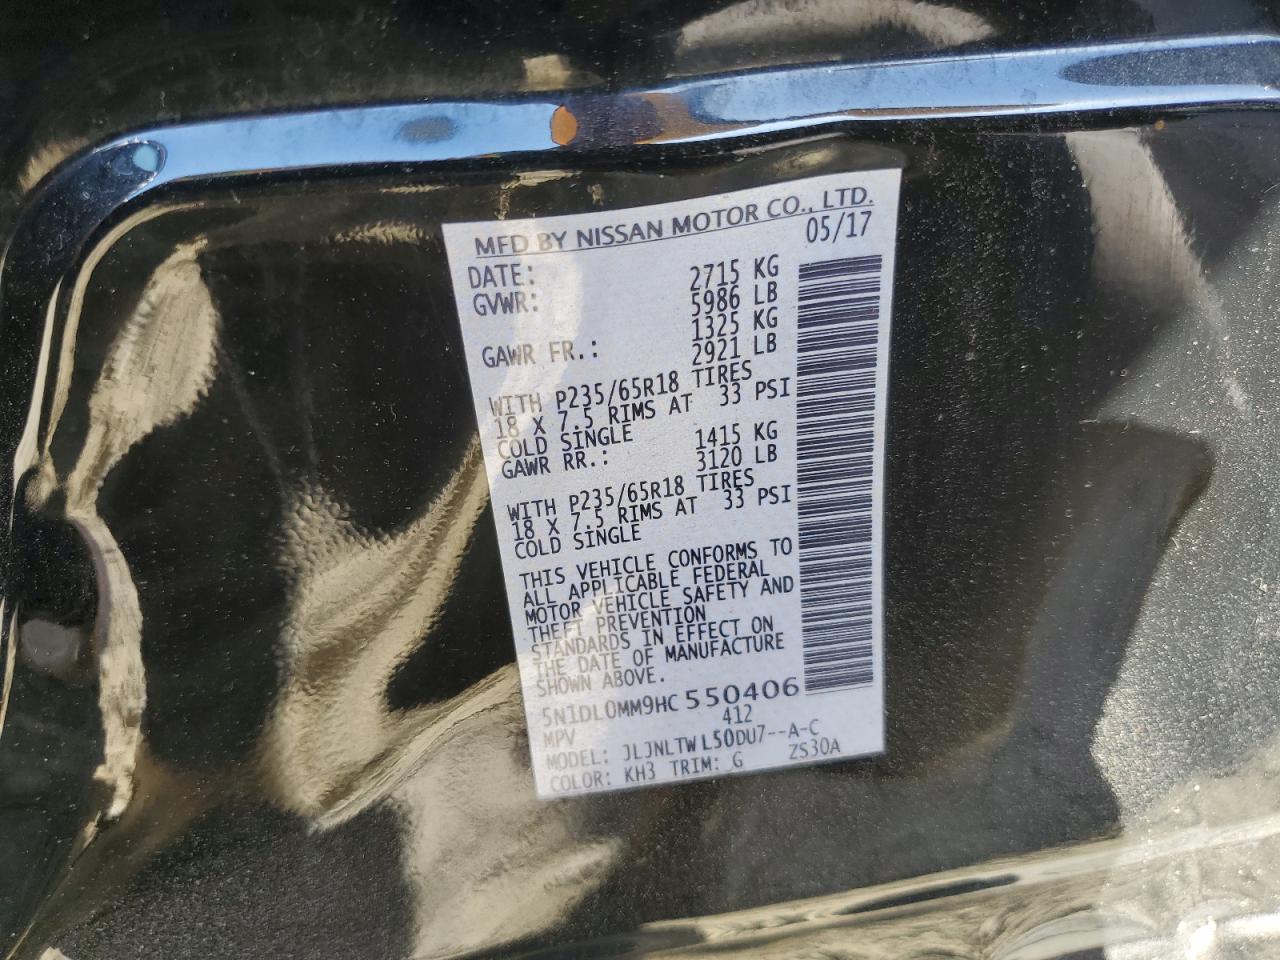 MFD BY NISSAN MOTOR CO., LTD.
DATE: 05/17
GVWR: 2715 KG
5986 LB
GAWR FR.: 1325 KG
2921 LB
WITH P235/65R18 TIRES
18 X 7.5 RIMS AT 33 PSI
COLD SINGLE
GAWR RR.: 1415 KG
3120 LB
WITH P235/65R18 TIRES
18 X 7.5 RIMS AT 33 PSI
COLD SINGLE
THIS VEHICLE CONFORMS TO
ALL APPLICABLE FEDERAL
MOTOR VEHICLE SAFETY AND
THEFT PREVENTION
STANDARDS IN EFFECT ON
THE DATE OF MANUFACTURE
SHOWN ABOVE.
5N1DL0MM9HC550406
MPV 412
MODEL: JLJNLTWL50DU7--A-C
COLOR: KH3 TRIM: G ZS30A